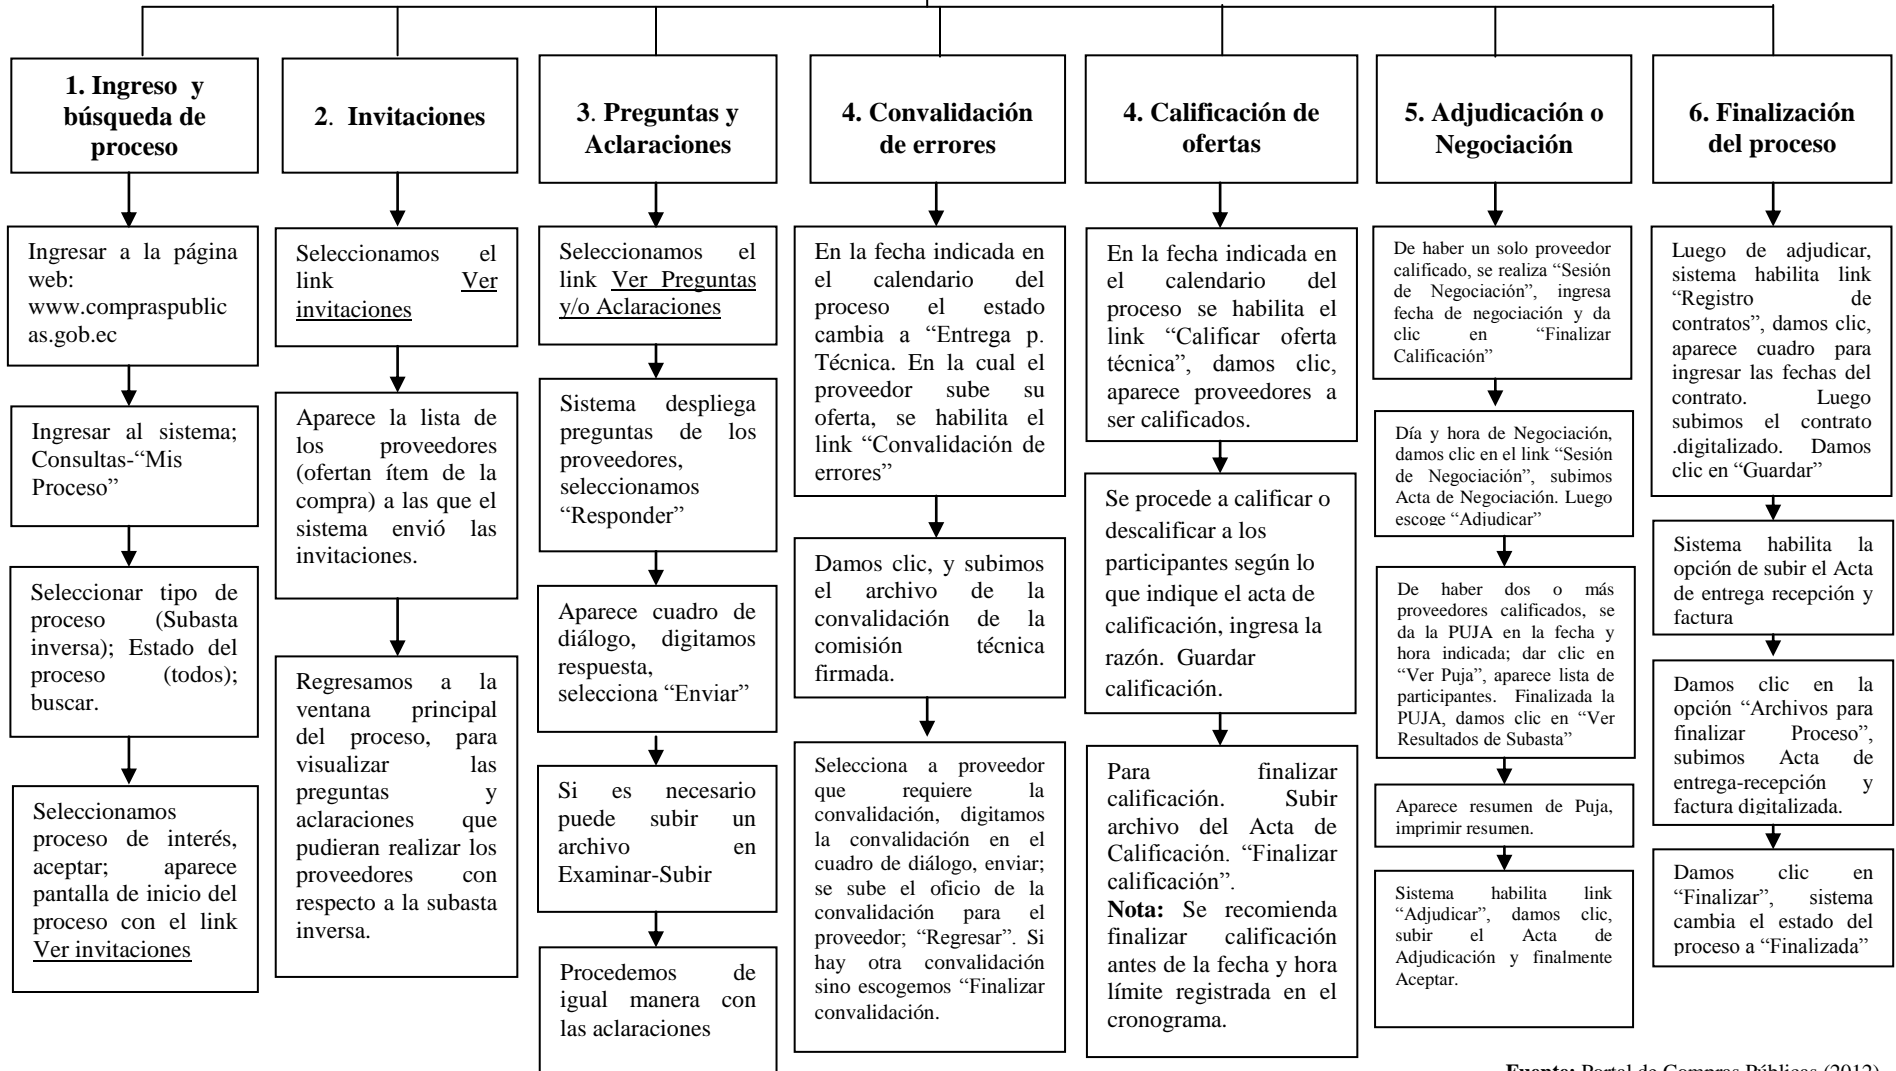 1. Ingreso y
búsqueda de
proceso
Ingresar a la página
web:
www.compraspublic
as.gob.ec
Ingresar al sistema;
Consultas-“Mis
Proceso”
Seleccionar tipo de
proceso (Subasta
inversa); Estado del
proceso (todos);
buscar.
Seleccionamos
proceso de interés,
aceptar; aparece
pantalla de inicio del
proceso con el link
Ver invitaciones
2. Invitaciones
Seleccionamos el
link Ver
invitaciones
Aparece la lista de
los proveedores
(ofertan ítem de la
compra) a las que el
sistema envió las
invitaciones.
Regresamos a la
ventana principal
del proceso, para
visualizar las
preguntas y
aclaraciones que
pudieran realizar los
proveedores con
respecto a la subasta
inversa.
3. Preguntas y
Aclaraciones
Seleccionamos el
link Ver Preguntas
y/o Aclaraciones
Sistema despliega
preguntas de los
proveedores,
seleccionamos
“Responder”
Aparece cuadro de
diálogo, digitamos
respuesta,
selecciona “Enviar”
Si es necesario
puede subir un
archivo en
Examinar-Subir
Procedemos de
igual manera con
las aclaraciones
4. Convalidación
de errores
En la fecha indicada en
el calendario del
proceso el estado
cambia a “Entrega p.
Técnica. En la cual el
proveedor sube su
oferta, se habilita el
link “Convalidación de
errores”
Damos clic, y subimos
el archivo de la
convalidación de la
comisión técnica
firmada.
Selecciona a proveedor
que requiere la
convalidación, digitamos
la convalidación en el
cuadro de diálogo, enviar;
se sube el oficio de la
convalidación para el
proveedor; “Regresar”. Si
hay otra convalidación
sino escogemos “Finalizar
convalidación.
4. Calificación de
ofertas
En la fecha indicada en
el calendario del
proceso se habilita el
link “Calificar oferta
técnica”, damos clic,
aparece proveedores a
ser calificados.
Se procede a calificar o
descalificar a los
participantes según lo
que indique el acta de
calificación, ingresa la
razón. Guardar
calificación.
Para finalizar
calificación. Subir
archivo del Acta de
Calificación. “Finalizar
calificación”.
Nota: Se recomienda
finalizar calificación
antes de la fecha y hora
límite registrada en el
cronograma.
5. Adjudicación o
Negociación
De haber un solo proveedor
calificado, se realiza “Sesión
de Negociación”, ingresa
fecha de negociación y da
clic en “Finalizar
Calificación”
Día y hora de Negociación,
damos clic en el link “Sesión
de Negociación”, subimos
Acta de Negociación. Luego
escoge “Adjudicar”
De haber dos o más
proveedores calificados, se
da la PUJA en la fecha y
hora indicada; dar clic en
“Ver Puja”, aparece lista de
participantes. Finalizada la
PUJA, damos clic en “Ver
Resultados de Subasta”
Aparece resumen de Puja,
imprimir resumen.
Sistema habilita link
“Adjudicar”, damos clic,
subir el Acta de
Adjudicación y finalmente
Aceptar.
6. Finalización
del proceso
Luego de adjudicar,
sistema habilita link
“Registro de
contratos”, damos clic,
aparece cuadro para
ingresar las fechas del
contrato. Luego
subimos el contrato
.digitalizado. Damos
clic en “Guardar”
Sistema habilita la
opción de subir el Acta
de entrega recepción y
factura
Damos clic en la
opción “Archivos para
finalizar Proceso”,
subimos Acta de
entrega-recepción y
factura digitalizada.
Damos clic en
“Finalizar”, sistema
cambia el estado del
proceso a “Finalizada”
Fuente: Portal de Compras Públicas (2012)